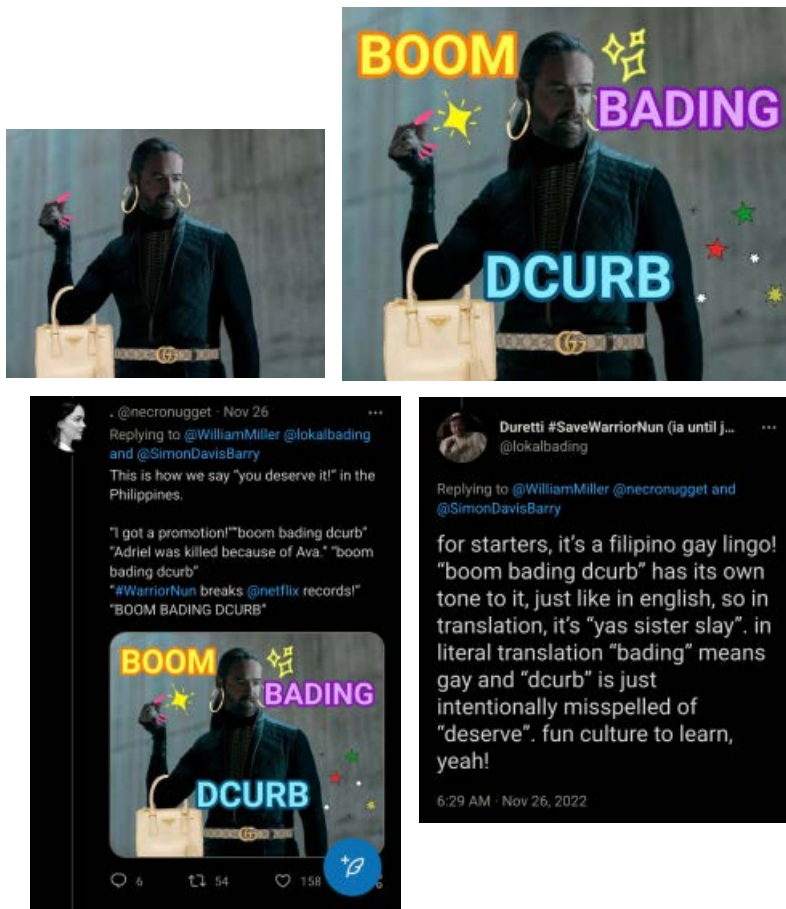 BOOM
BADING
DCURB
. @necronugget · Nov 26
Replying to @WilliamMiller @lokalbading
and @SimonDavisBarry
This is how we say “you deserve it!” in the
Philippines.
“I got a promotion!”“boom bading dcurb”
“Adriel was killed because of Ava.” “boom
bading dcurb”
“#WarriorNun breaks @netflix records!”
“BOOM BADING DCURB”
BOOM
BADING
DCURB
6 54 158
Duretti #SaveWarriorNun (ia until j...
@lokalbading
Replying to @WilliamMiller @necronugget and
@SimonDavisBarry
for starters, it’s a filipino gay lingo!
“boom bading dcurb” has its own
tone to it, just like in english, so in
translation, it’s “yas sister slay”. in
literal translation “bading” means
gay and “dcurb” is just
intentionally misspelled of
“deserve”. fun culture to learn,
yeah!
6:29 AM · Nov 26, 2022